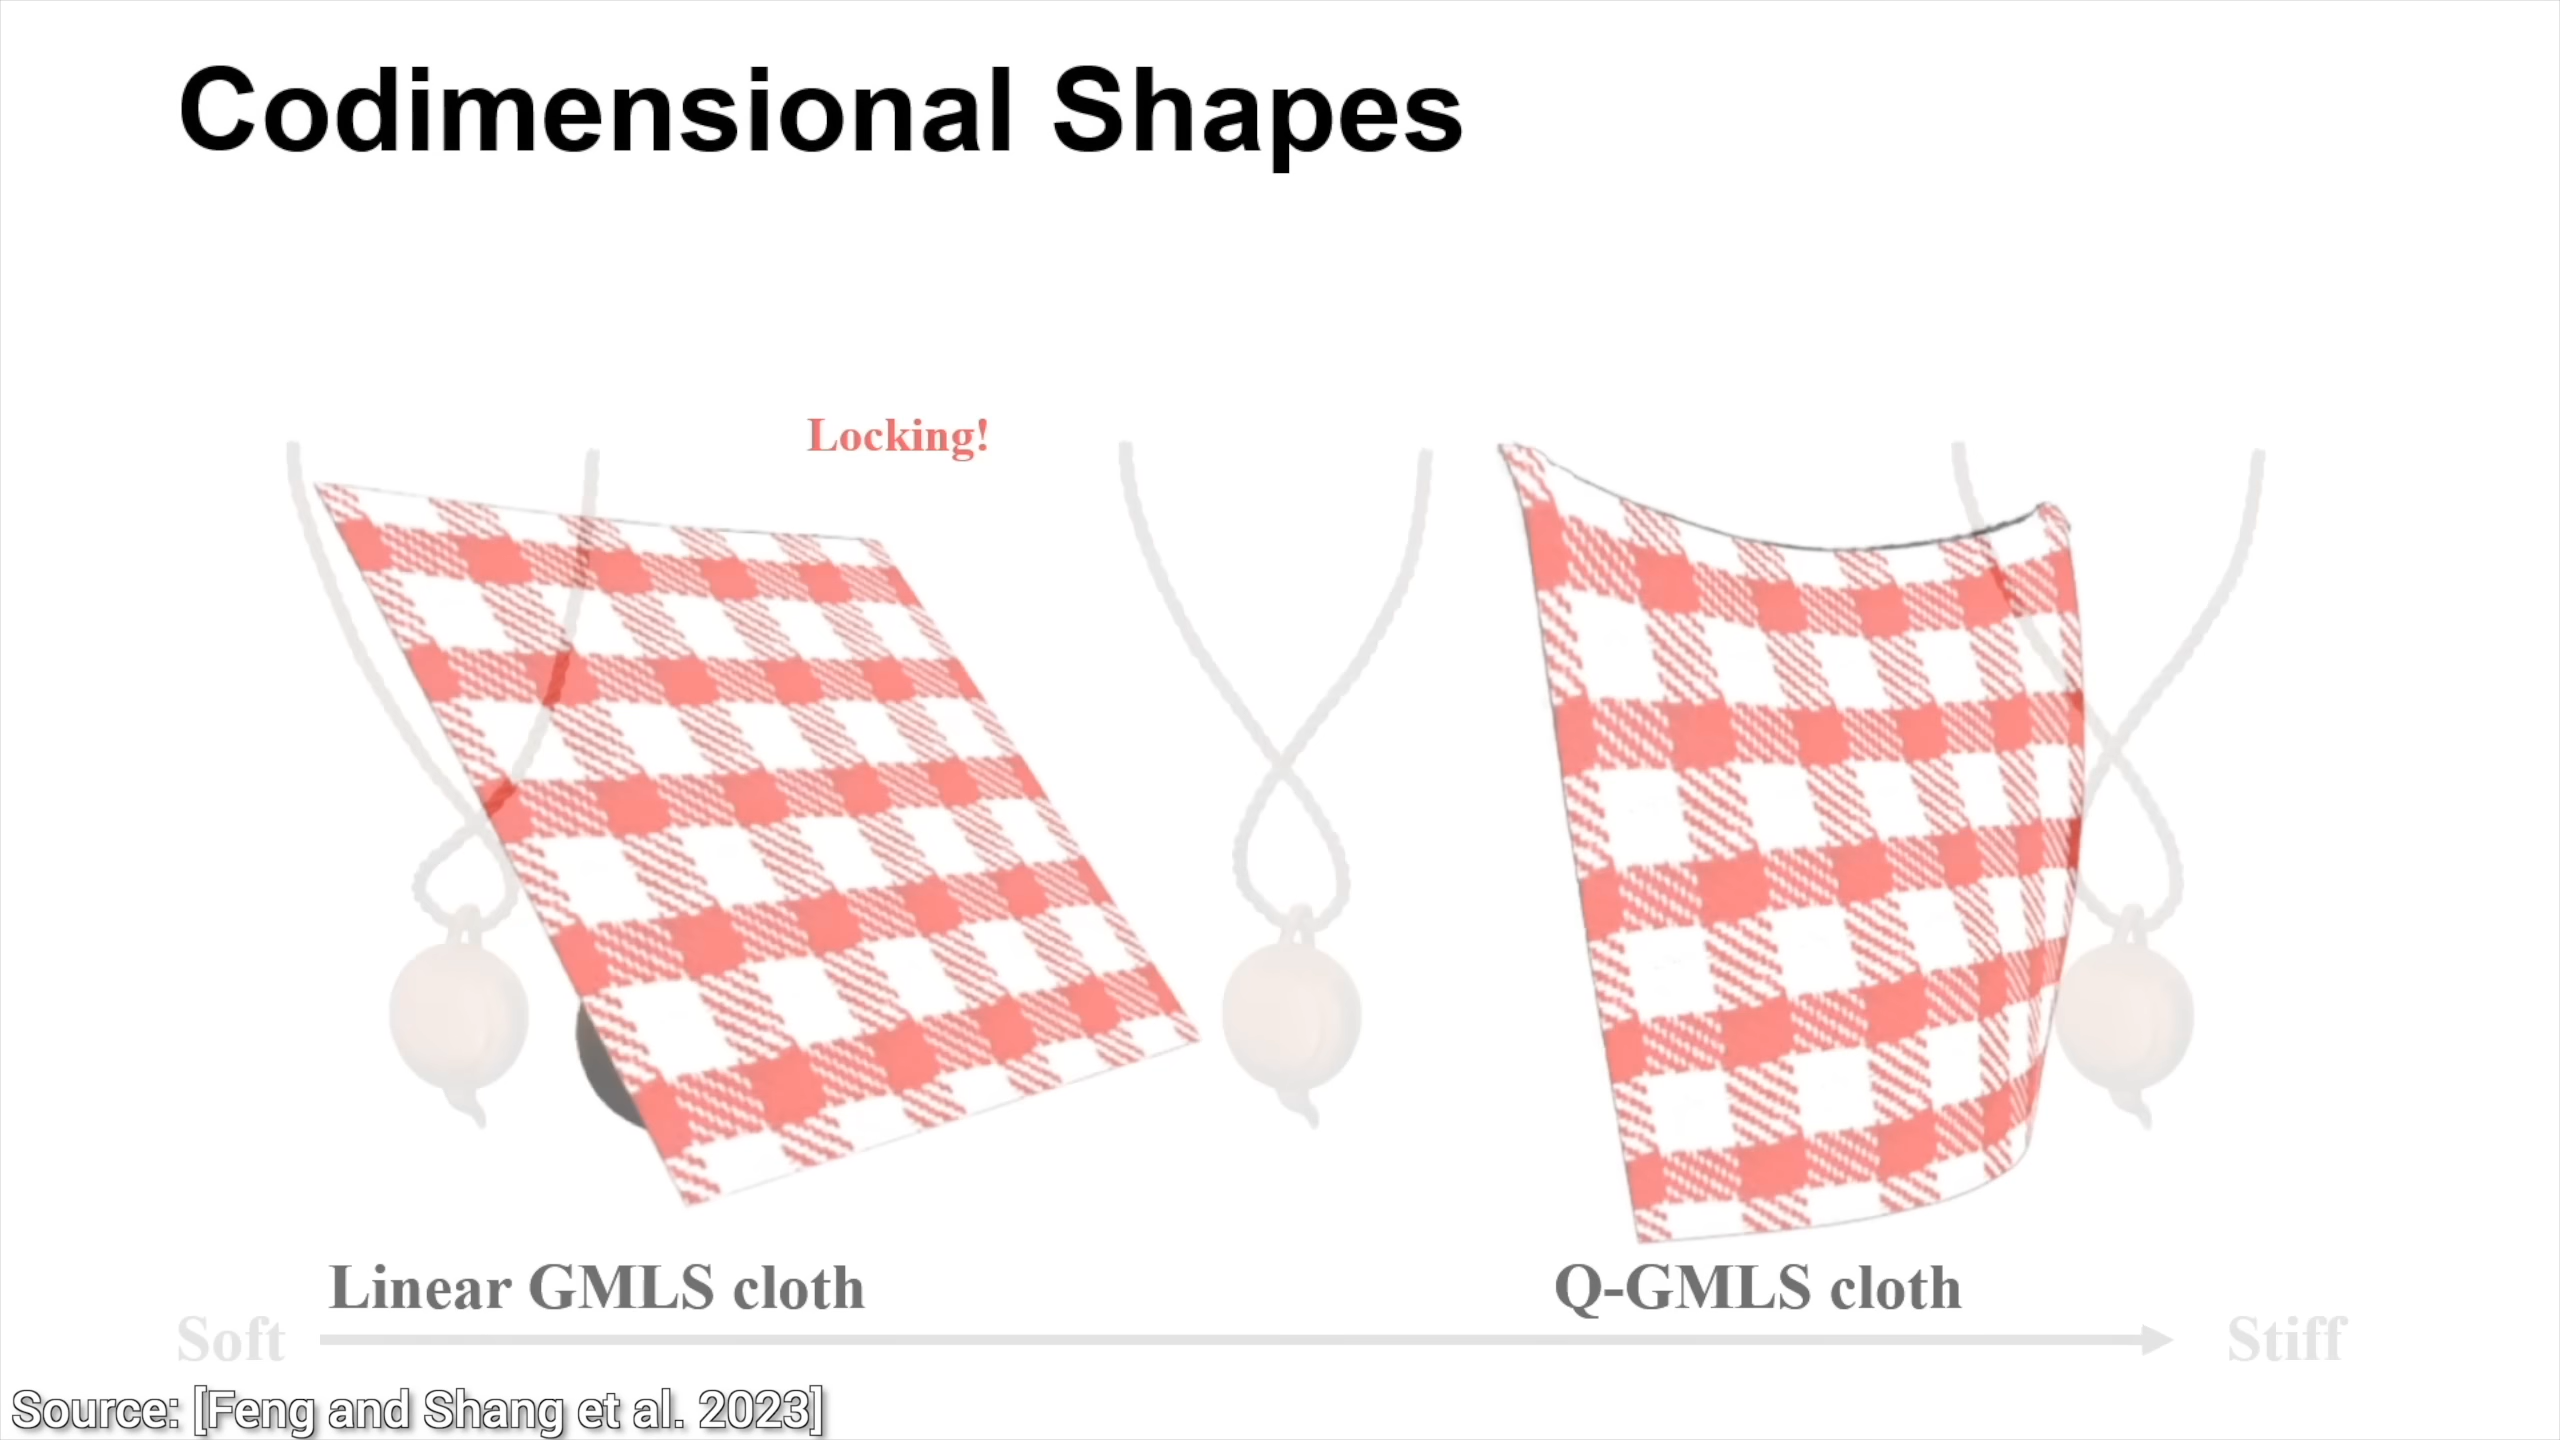 Codimensional Shapes
Locking!
Linear GMLS cloth
Q-GMLS cloth
Soft
Stiff
Source: [Feng and Shang et al. 2023]